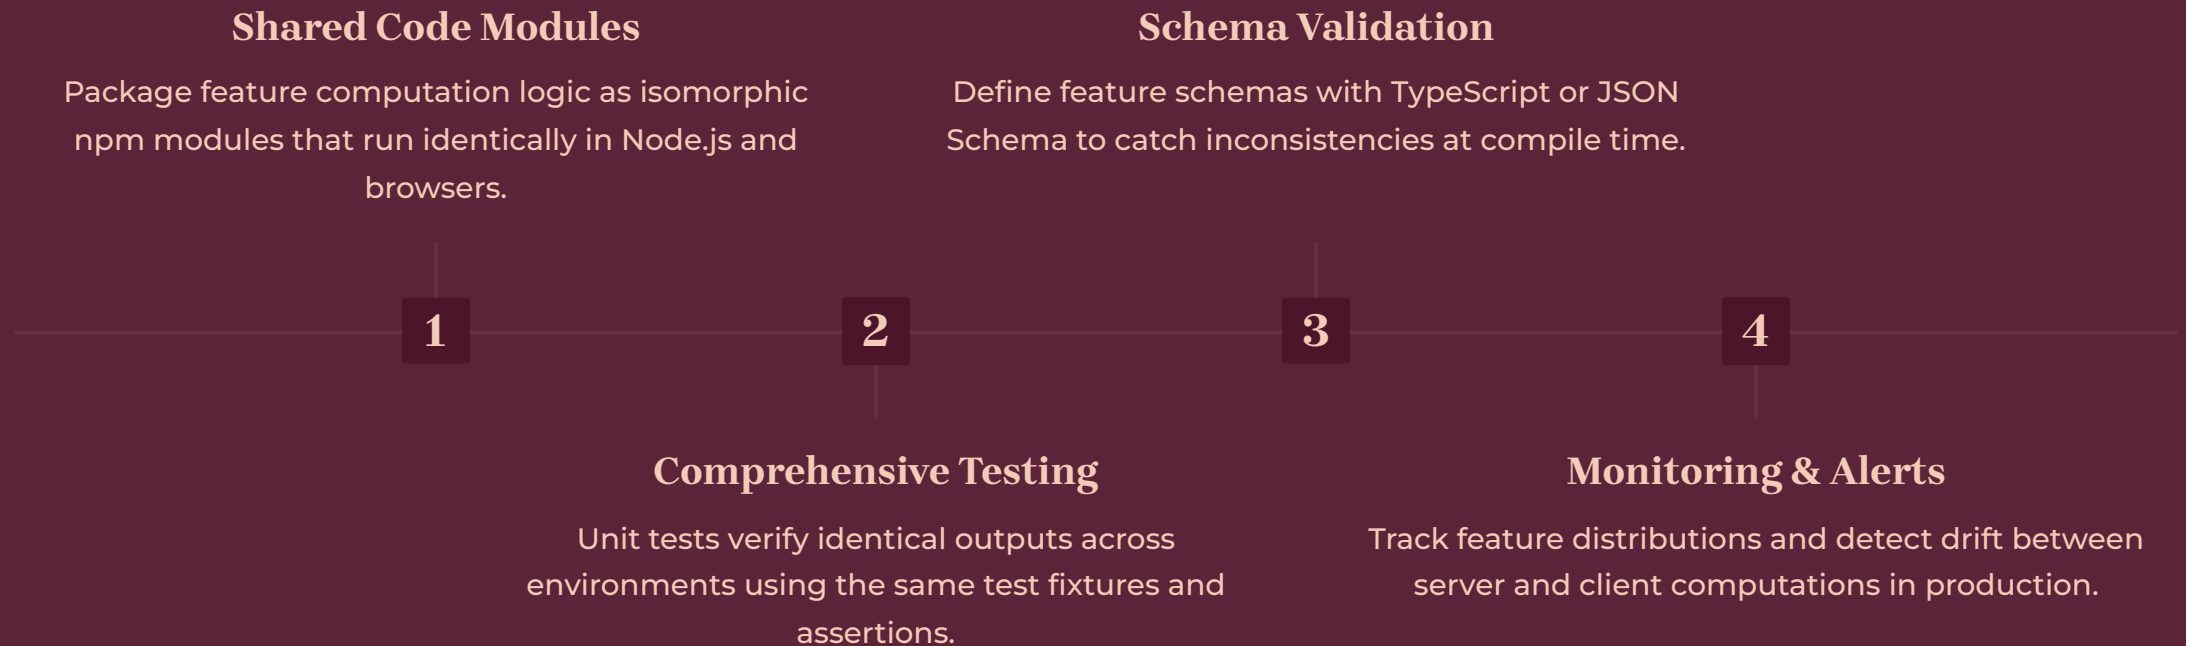 Shared Code Modules
Package feature computation logic as isomorphic
npm modules that run identically in Node.js and
browsers.
Schema Validation
Define feature schemas with TypeScript or JSON
Schema to catch inconsistencies at compile time.
1
2
3
4
Comprehensive Testing
Unit tests verify identical outputs across
environments using the same test fixtures and
assertions.
Monitoring & Alerts
Track feature distributions and detect drift between
server and client computations in production.